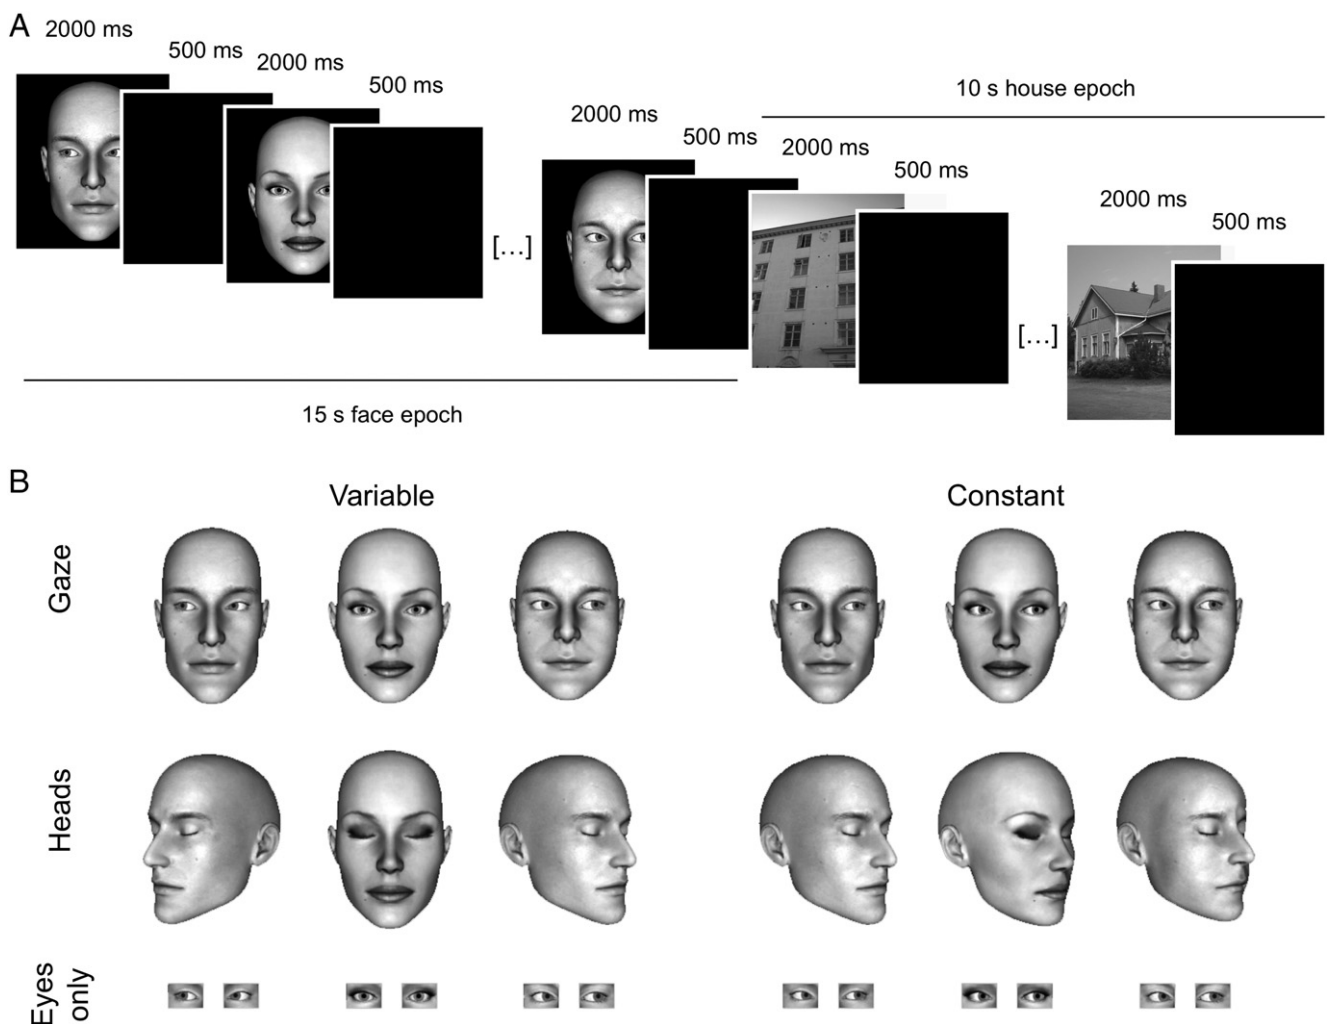 A
2000 ms
500 ms
2000 ms
500 ms
[...]
2000 ms
500 ms
10 s house epoch
2000 ms
500 ms
[...]
2000 ms
500 ms
15 s face epoch
B
Variable
Constant
Gaze
Heads
Eyes
only